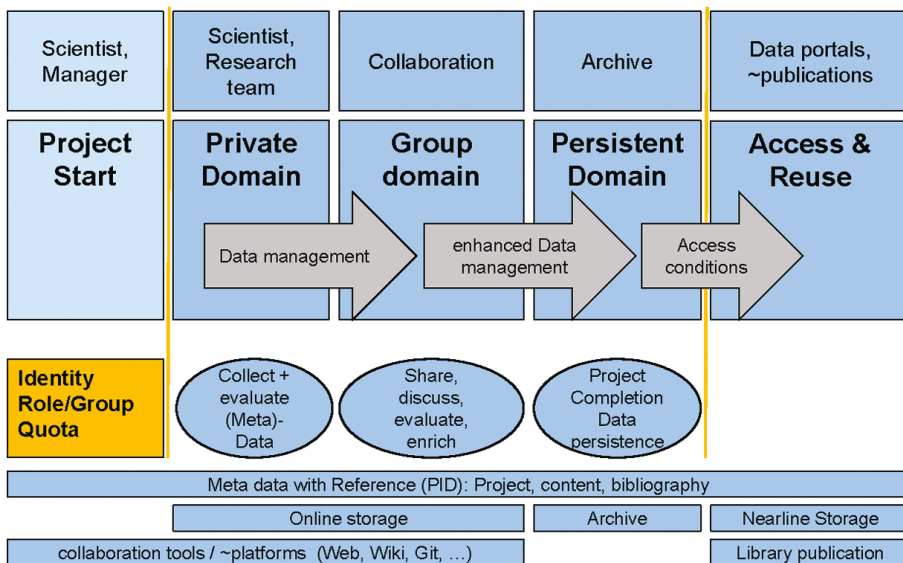 Scientist,
Manager
Scientist,
Research
team
Collaboration
Archive
Data portals,
~publications
Project
Start
Private
Domain
Group
domain
Persistent
Domain
Access &
Reuse
Data management
enhanced Data
management
Access
conditions
Identity
Role/Group
Quota
Collect +
evaluate
(Meta)-
Data
Share,
discuss,
evaluate,
enrich
Project
Completion
Data
persistence
Meta data with Reference (PID): Project, content, bibliography
Online storage
Archive
Nearline Storage
collaboration tools / ~platforms (Web, Wiki, Git, ...)
Library publication